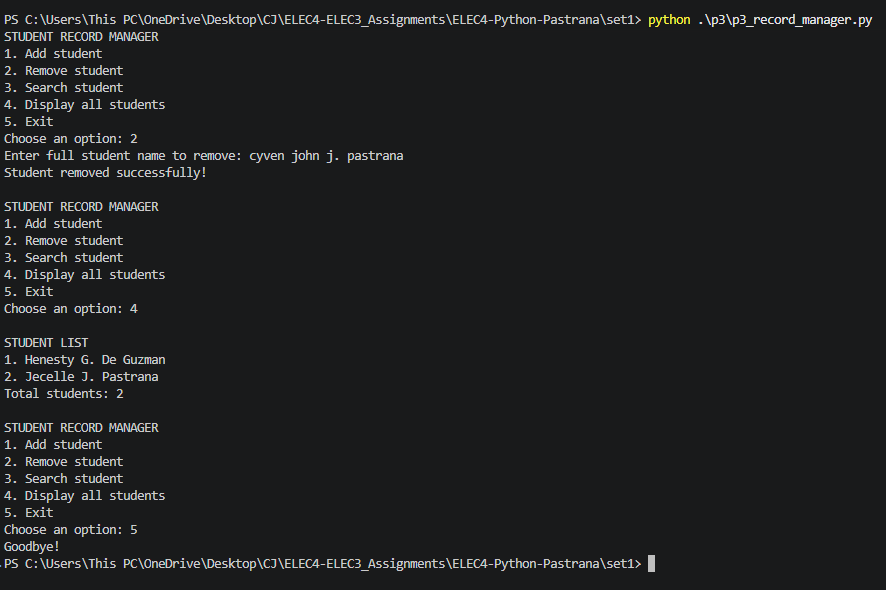 PS C:\Users\This PC\OneDrive\Desktop\CJ\ELEC4-ELEC3_Assignments\ELEC4-Python-Pastrana\set1> python .\p3\p3_record_manager.py
STUDENT RECORD MANAGER
1. Add student
2. Remove student
3. Search student
4. Display all students
5. Exit
Choose an option: 2
Enter full student name to remove: cyven john j. pastrana
Student removed successfully!

STUDENT RECORD MANAGER
1. Add student
2. Remove student
3. Search student
4. Display all students
5. Exit
Choose an option: 4

STUDENT LIST
1. Henesty G. De Guzman
2. Jecelle J. Pastrana
Total students: 2

STUDENT RECORD MANAGER
1. Add student
2. Remove student
3. Search student
4. Display all students
5. Exit
Choose an option: 5
Goodbye!
PS C:\Users\This PC\OneDrive\Desktop\CJ\ELEC4-ELEC3_Assignments\ELEC4-Python-Pastrana\set1>